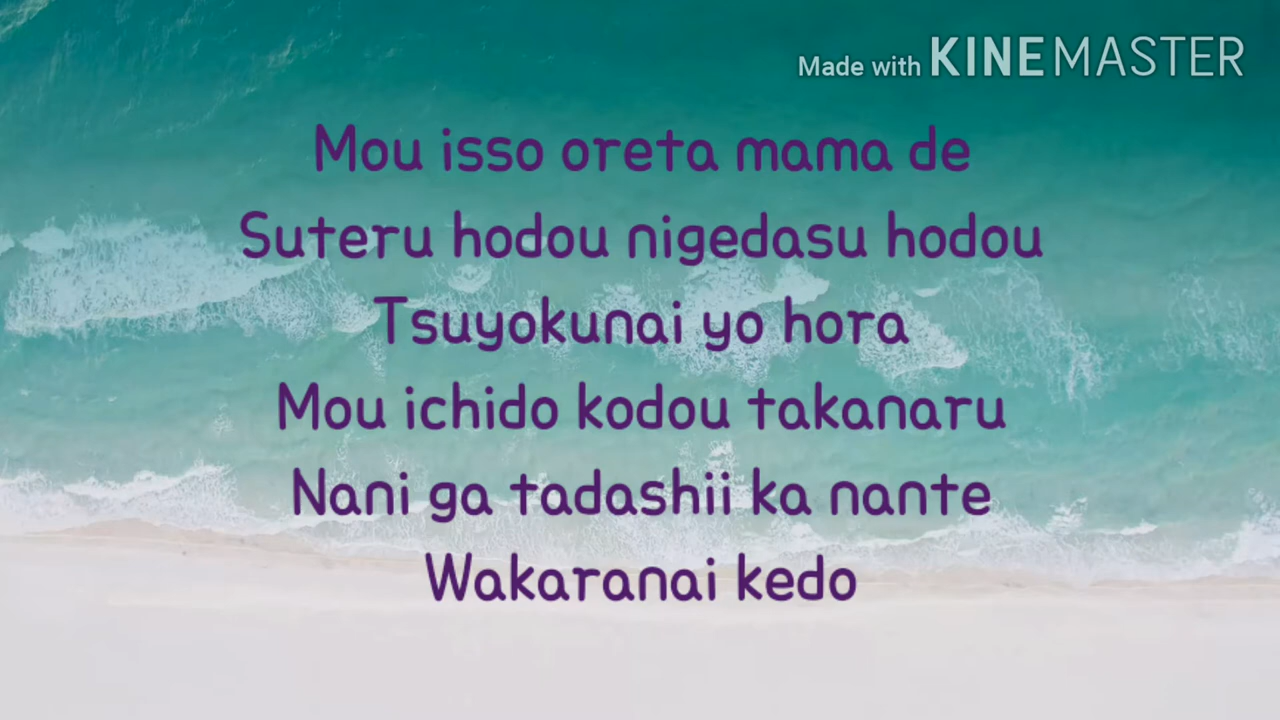 Made with KINEMASTER
Mou isso oreta mama de
Suteru hodou nigedasu hodou
Tsuyokunai yo hora
Mou ichido kodou takanaru
Nani ga tadashii ka nante
Wakaranai kedo